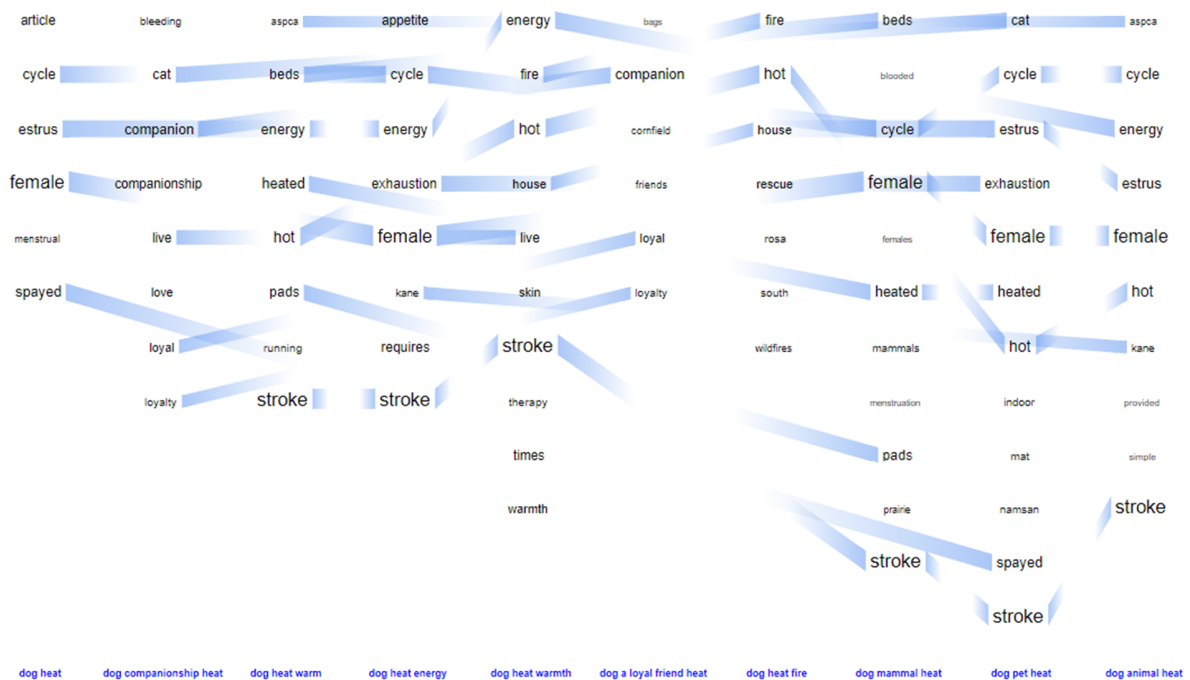 article bleeding aspca appetite energy bags fire beds cat aspca
cycle cat beds cycle fire companion hot blooded cycle cycle
estrus companion energy energy hot cornfield house cycle estrus energy
female companionship heated exhaustion house friends rescue female exhaustion estrus
menstrual live hot female live loyal rosa females female female
spayed love pads kane skin loyalty south heated heated hot
loyal running requires stroke wildfires mammals hot kane
loyalty stroke stroke therapy menstruation indoor provided
times pads mat simple
warmth prairie namsan stroke
stroke spayed
stroke
dog heat dog companionship heat dog heat warm dog heat energy dog heat warmth dog a loyal friend heat dog heat fire dog mammal heat dog pet heat dog animal heat